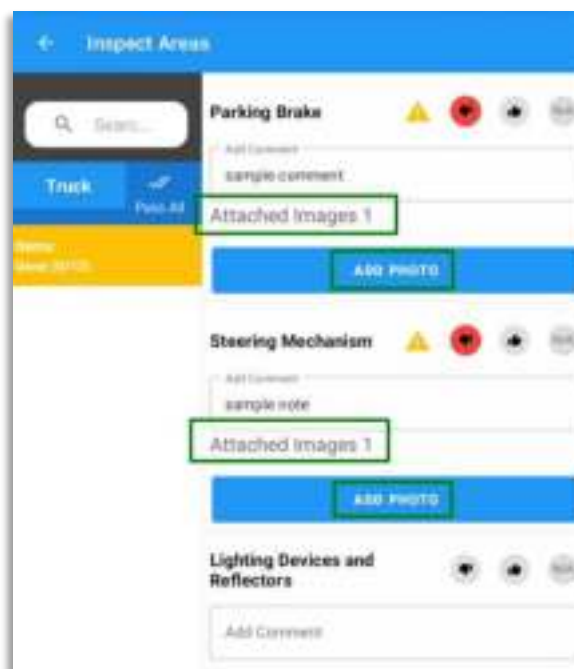 Inspect Areas
Parking Brake
Add Comment
sample comment
Truck
Pass All
Attached Images 1
ADD PHOTO
Steering Mechanism
Add Comment
sample note
Attached Images 1
ADD PHOTO
Lighting Devices and
Reflectors
Add Comment